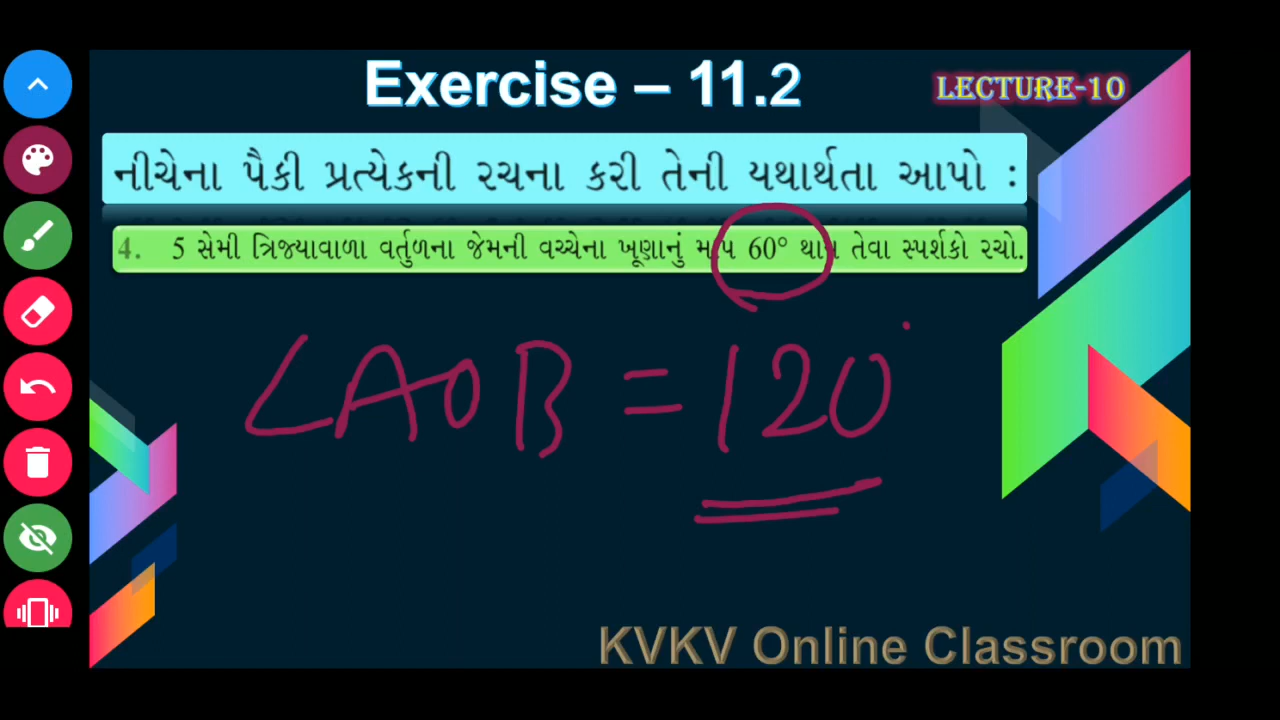 Exercise – 11.2
LECTURE-10
નીચેના પૈકી પ્રત્યેકની રચના કરી તેની યથાર્થતા આપો :
4. 5 સેમી ત્રિજ્યાવાળા વર્તુળના જેમની વચ્ચેના ખૂણાનું માપ 60° થાય તેવા સ્પર્શકો રચો.
∠AOB = 120°
KVKV Online Classroom